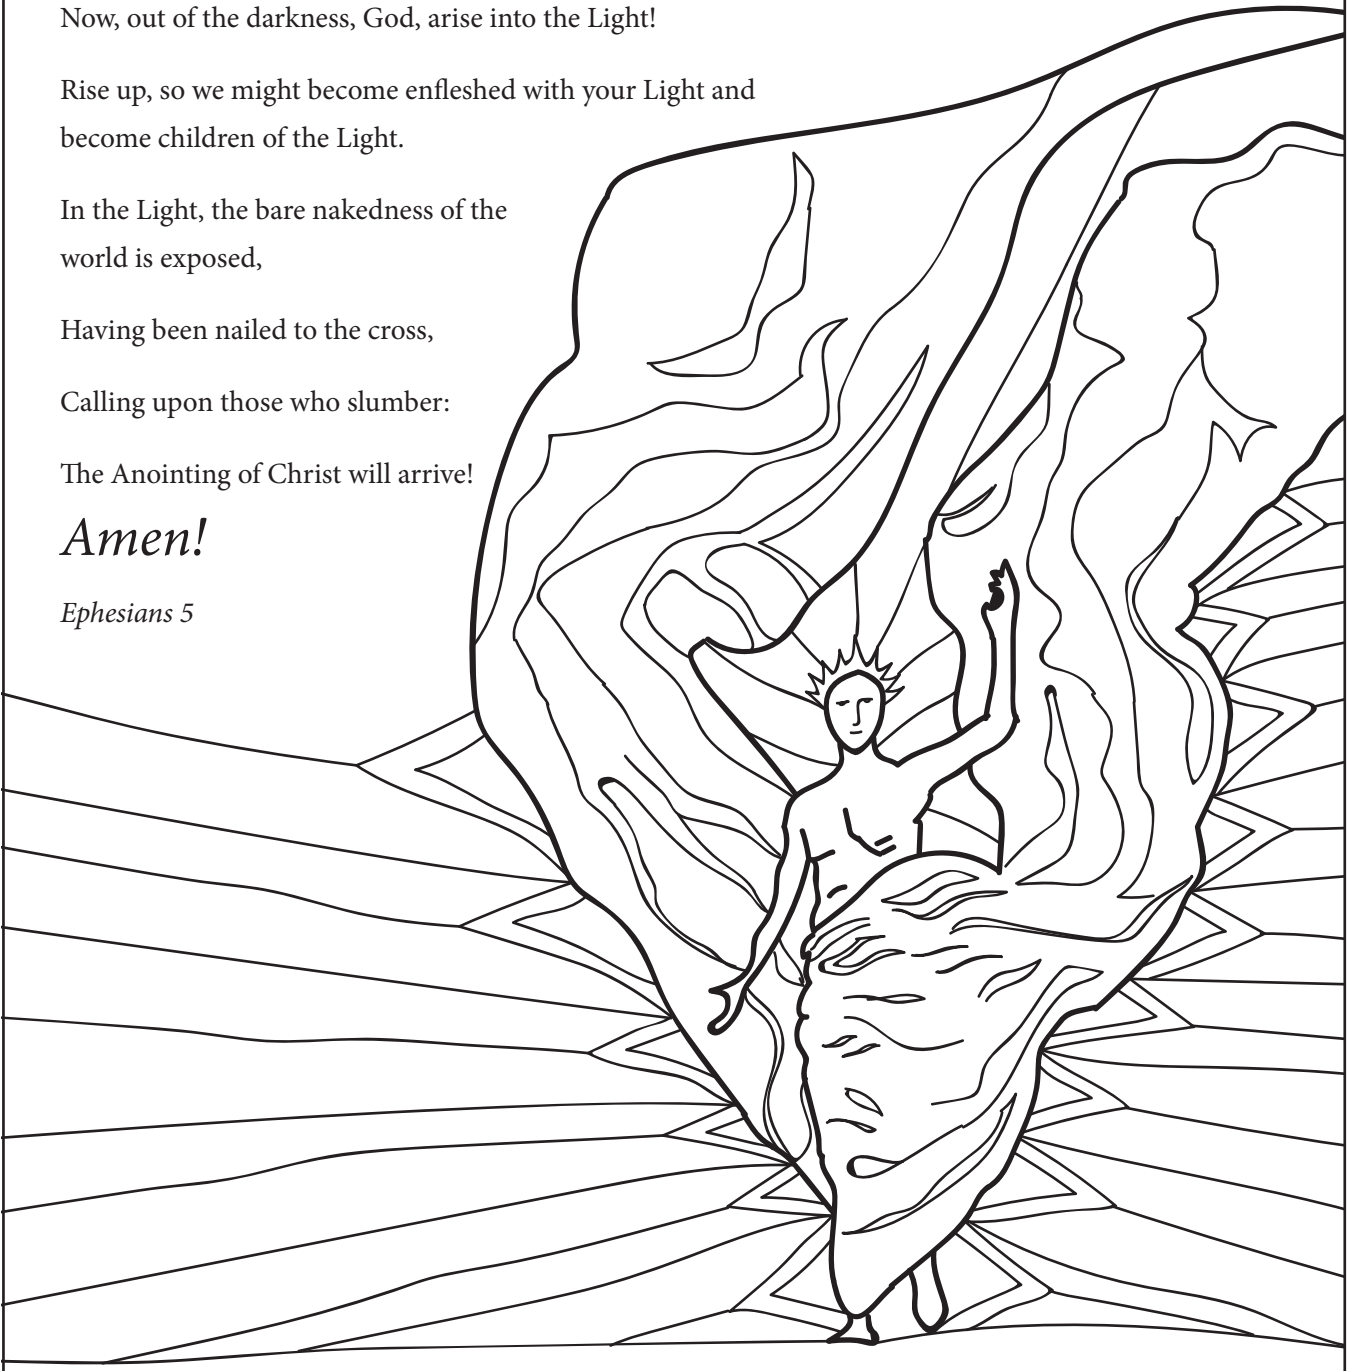 Now, out of the darkness, God, arise into the Light!
Rise up, so we might become enfleshed with your Light and
become children of the Light.
In the Light, the bare nakedness of the
world is exposed,
Having been nailed to the cross,
Calling upon those who slumber:
The Anointing of Christ will arrive!
Amen!
Ephesians 5